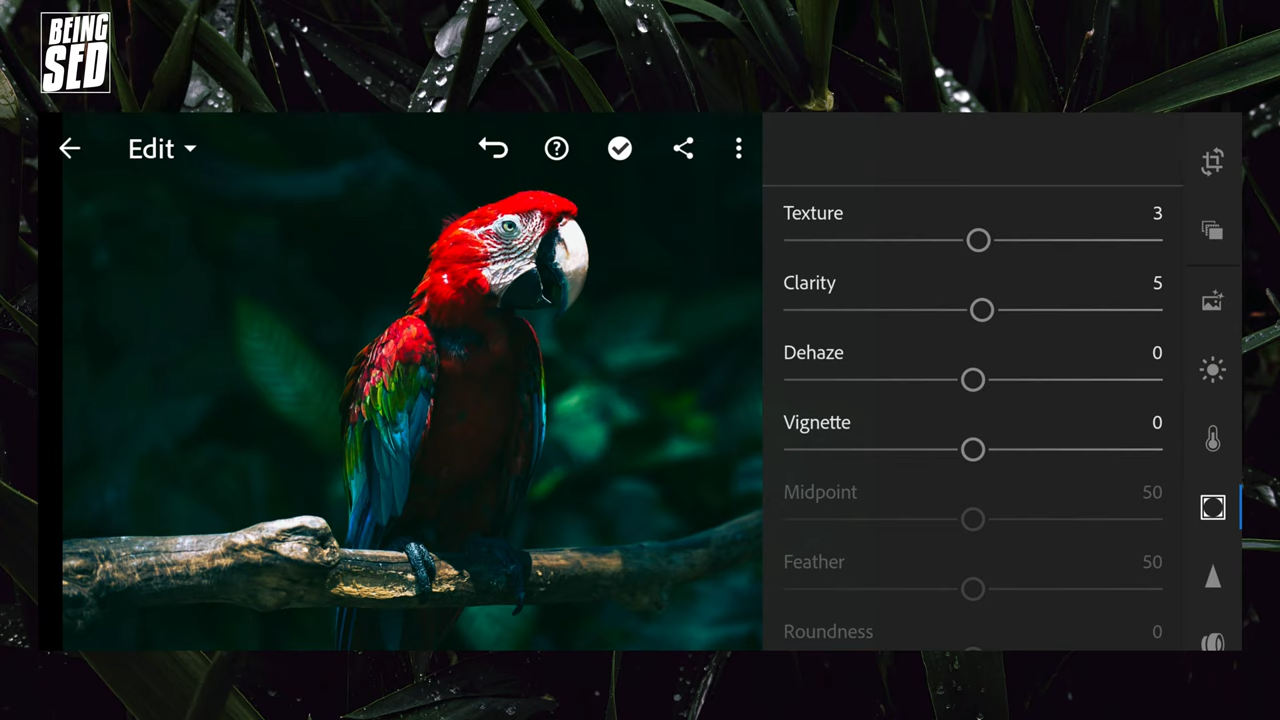 BEING
SED
Edit
Texture 3
Clarity 5
Dehaze 0
Vignette 0
Midpoint 50
Feather 50
Roundness 0